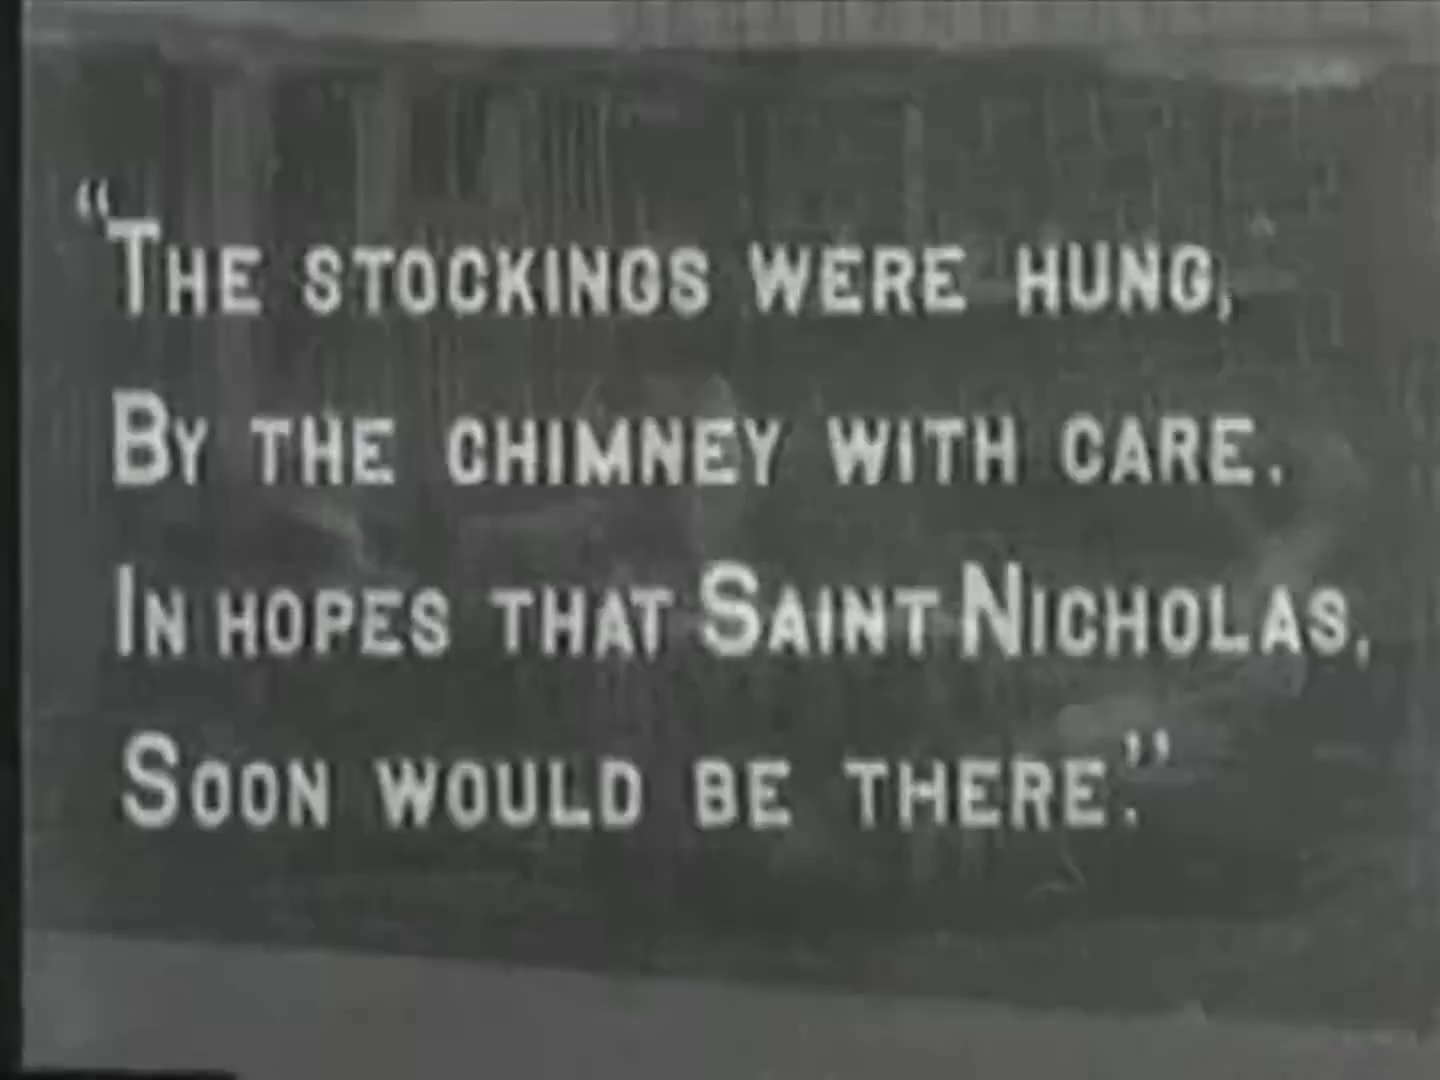 “The stockings were hung,
By the chimney with care.
In hopes that Saint Nicholas,
Soon would be there.”